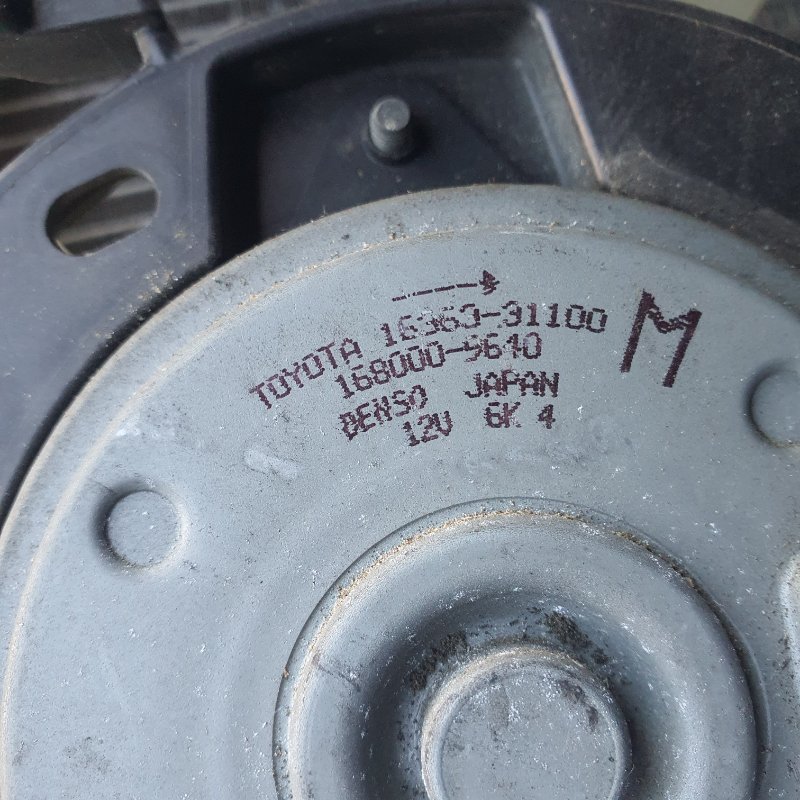 TOYOTA 16363-31100
M
168000-9640
DENSO JAPAN
12V 6K 4